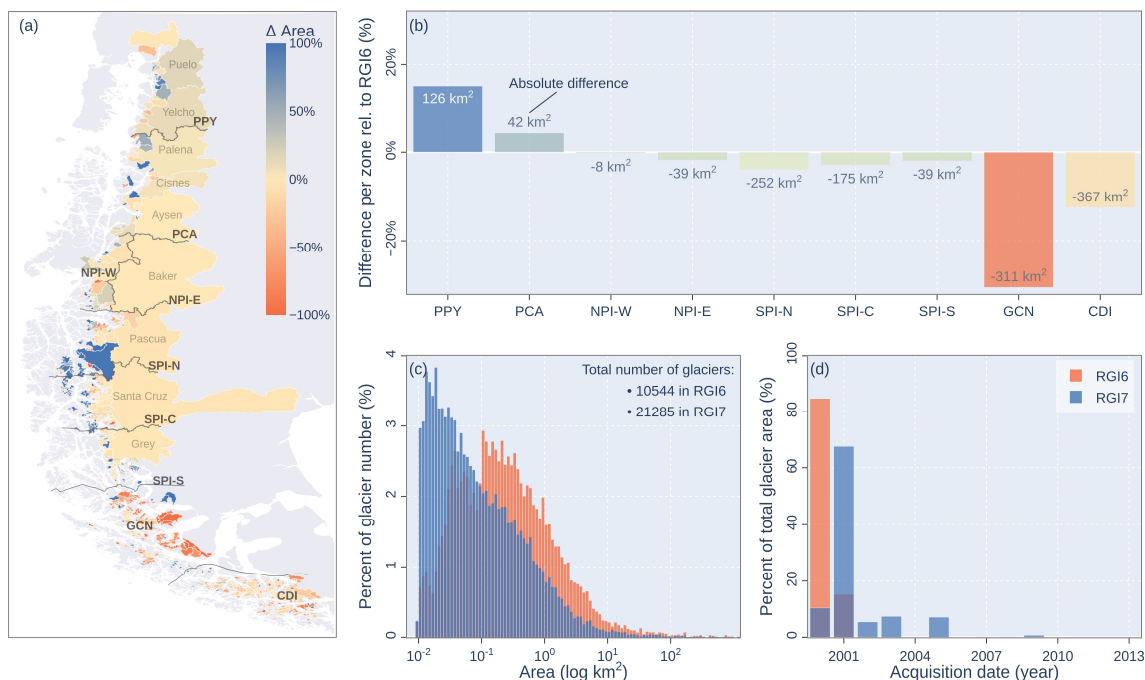 (a)
Δ Area
100%
50%
0%
−50%
−100%
Puelo
Yelcho
PPY
Palena
Cisnes
Aysen
PCA
NPI-W
Baker
NPI-E
Pascua
SPI-N
Santa Cruz
SPI-C
Grey
SPI-S
GCN
CDI
(b)
Difference per zone rel. to RGI6 (%)
20%
0%
−20%
Absolute difference
126 km²
42 km²
-8 km²
-39 km²
-252 km²
-175 km²
-39 km²
-311 km²
-367 km²
PPY
PCA
NPI-W
NPI-E
SPI-N
SPI-C
SPI-S
GCN
CDI
(c)
Total number of glaciers:
• 10544 in RGI6
• 21285 in RGI7
Percent of glacier number (%)
4
3
2
1
0
10⁻²
10⁻¹
10⁰
10¹
10²
Area (log km²)
(d)
RGI6
RGI7
Percent of total glacier area (%)
100
80
60
40
20
0
2001
2004
2007
2010
2013
Acquisition date (year)